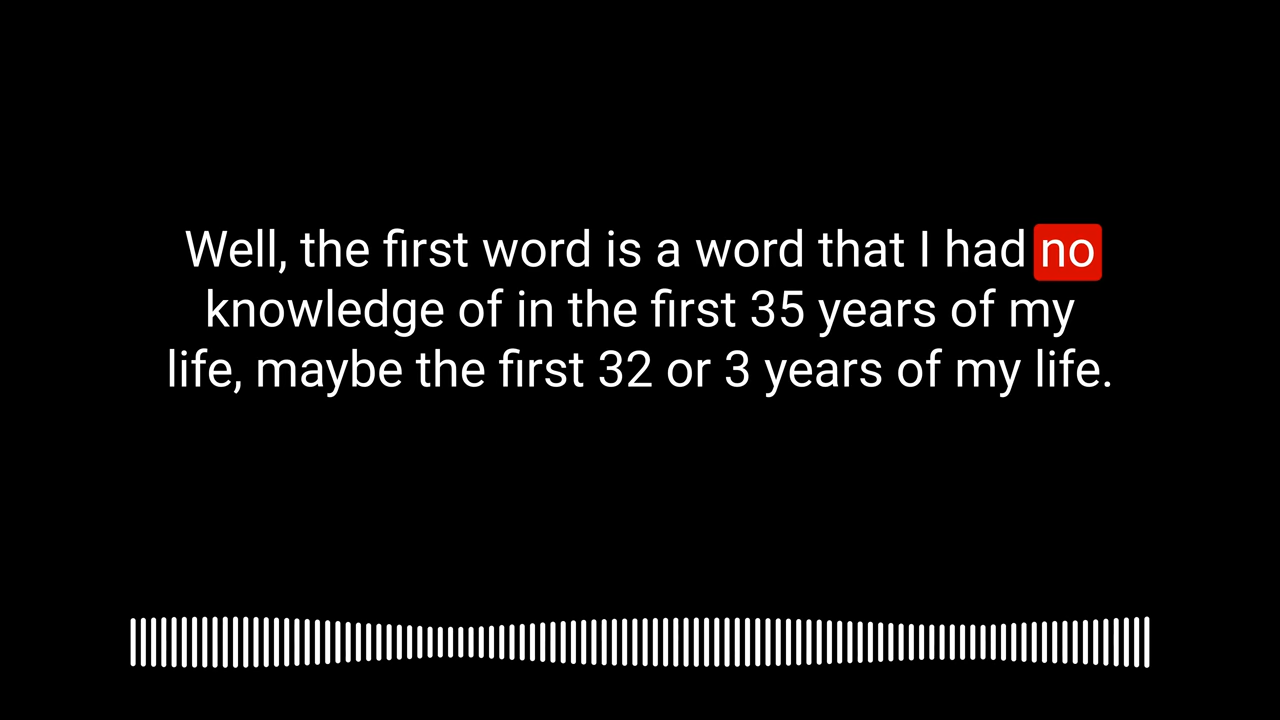 Well, the first word is a word that I had no
knowledge of in the first 35 years of my
life, maybe the first 32 or 3 years of my life.